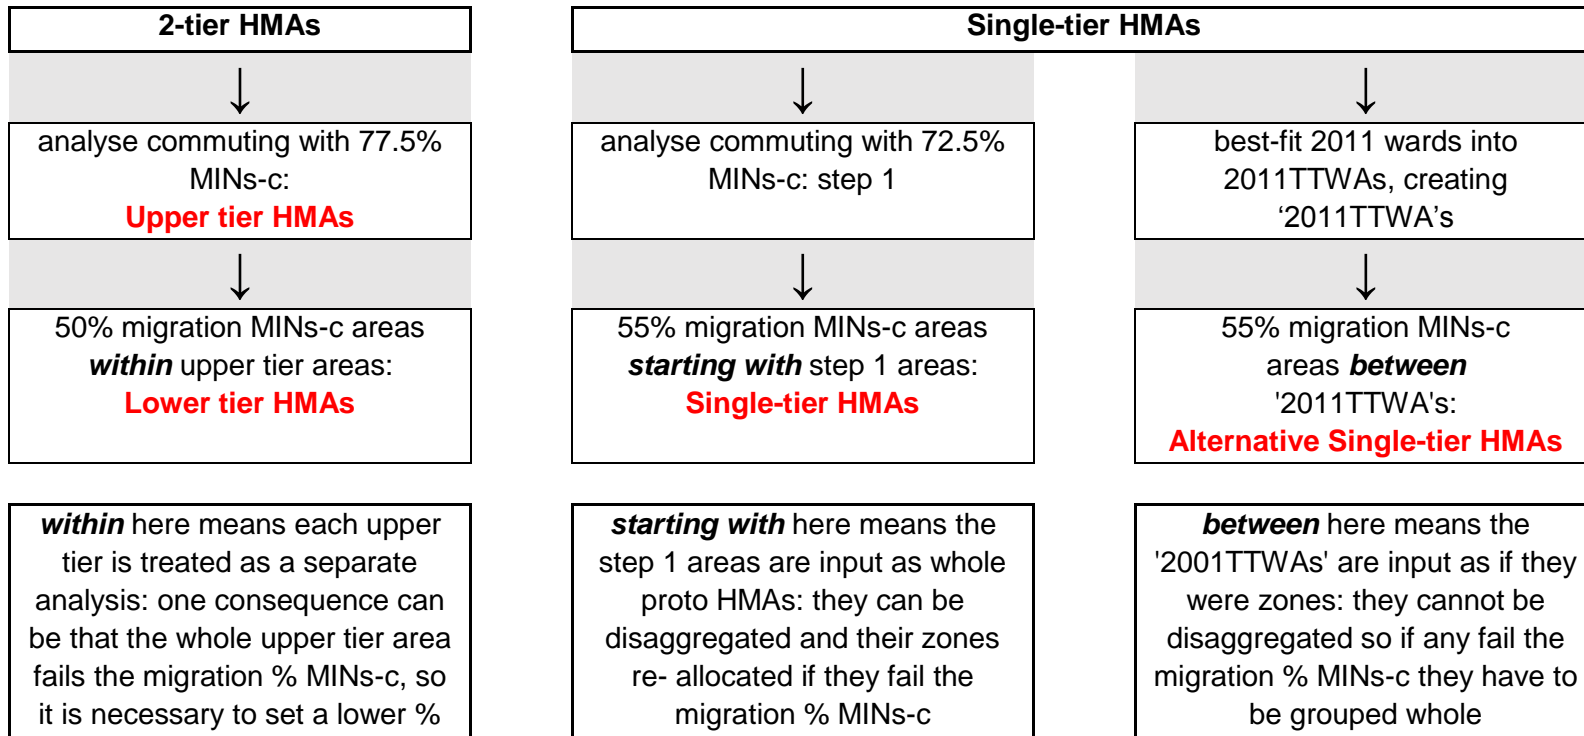 2-tier HMAs
Single-tier HMAs
↓
↓
↓
analyse commuting with 77.5%
MINs-c:
Upper tier HMAs
analyse commuting with 72.5%
MINs-c: step 1
best-fit 2011 wards into
2011TTWAs, creating
‘2011TTWA’s
↓
↓
↓
50% migration MINs-c areas
within upper tier areas:
Lower tier HMAs
55% migration MINs-c areas
starting with step 1 areas:
Single-tier HMAs
55% migration MINs-c
areas between
'2011TTWA's:
Alternative Single-tier HMAs
within here means each upper
tier is treated as a separate
analysis: one consequence can
be that the whole upper tier area
fails the migration % MINs-c, so
it is necessary to set a lower %
starting with here means the
step 1 areas are input as whole
proto HMAs: they can be
disaggregated and their zones
re- allocated if they fail the
migration % MINs-c
between here means the
'2001TTWAs' are input as if they
were zones: they cannot be
disaggregated so if any fail the
migration % MINs-c they have to
be grouped whole